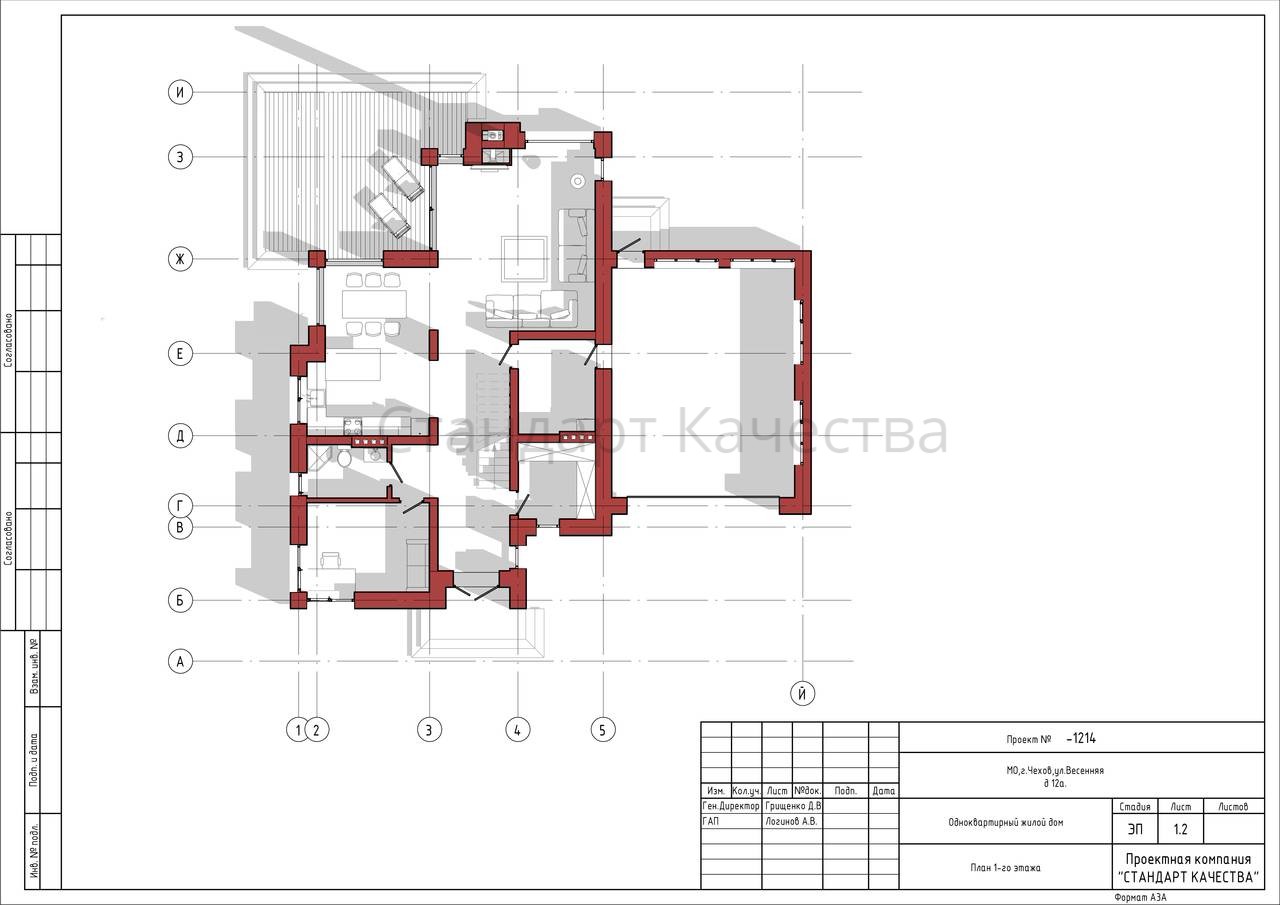 И
З
Ж
Е
Д
Г
В
Б
А
1
2
3
4
5
Й
Стандарт Качества
Согласовано
Согласовано
Взам. инв. №
Подп. и дата
Инв. № подл.
Изм. Кол.уч. Лист №док. Подп. Дата
Ген.Директор Грищенко Д.В
ГАП Логинов А.В.
Проект № -1214
МО,г.Чехов,ул.Весенняя
д 12а.
Одноквартирный жилой дом
Стадия Лист Листов
ЭП 1.2
План 1-го этажа
Проектная компания
"СТАНДАРТ КАЧЕСТВА"
Формат А3А